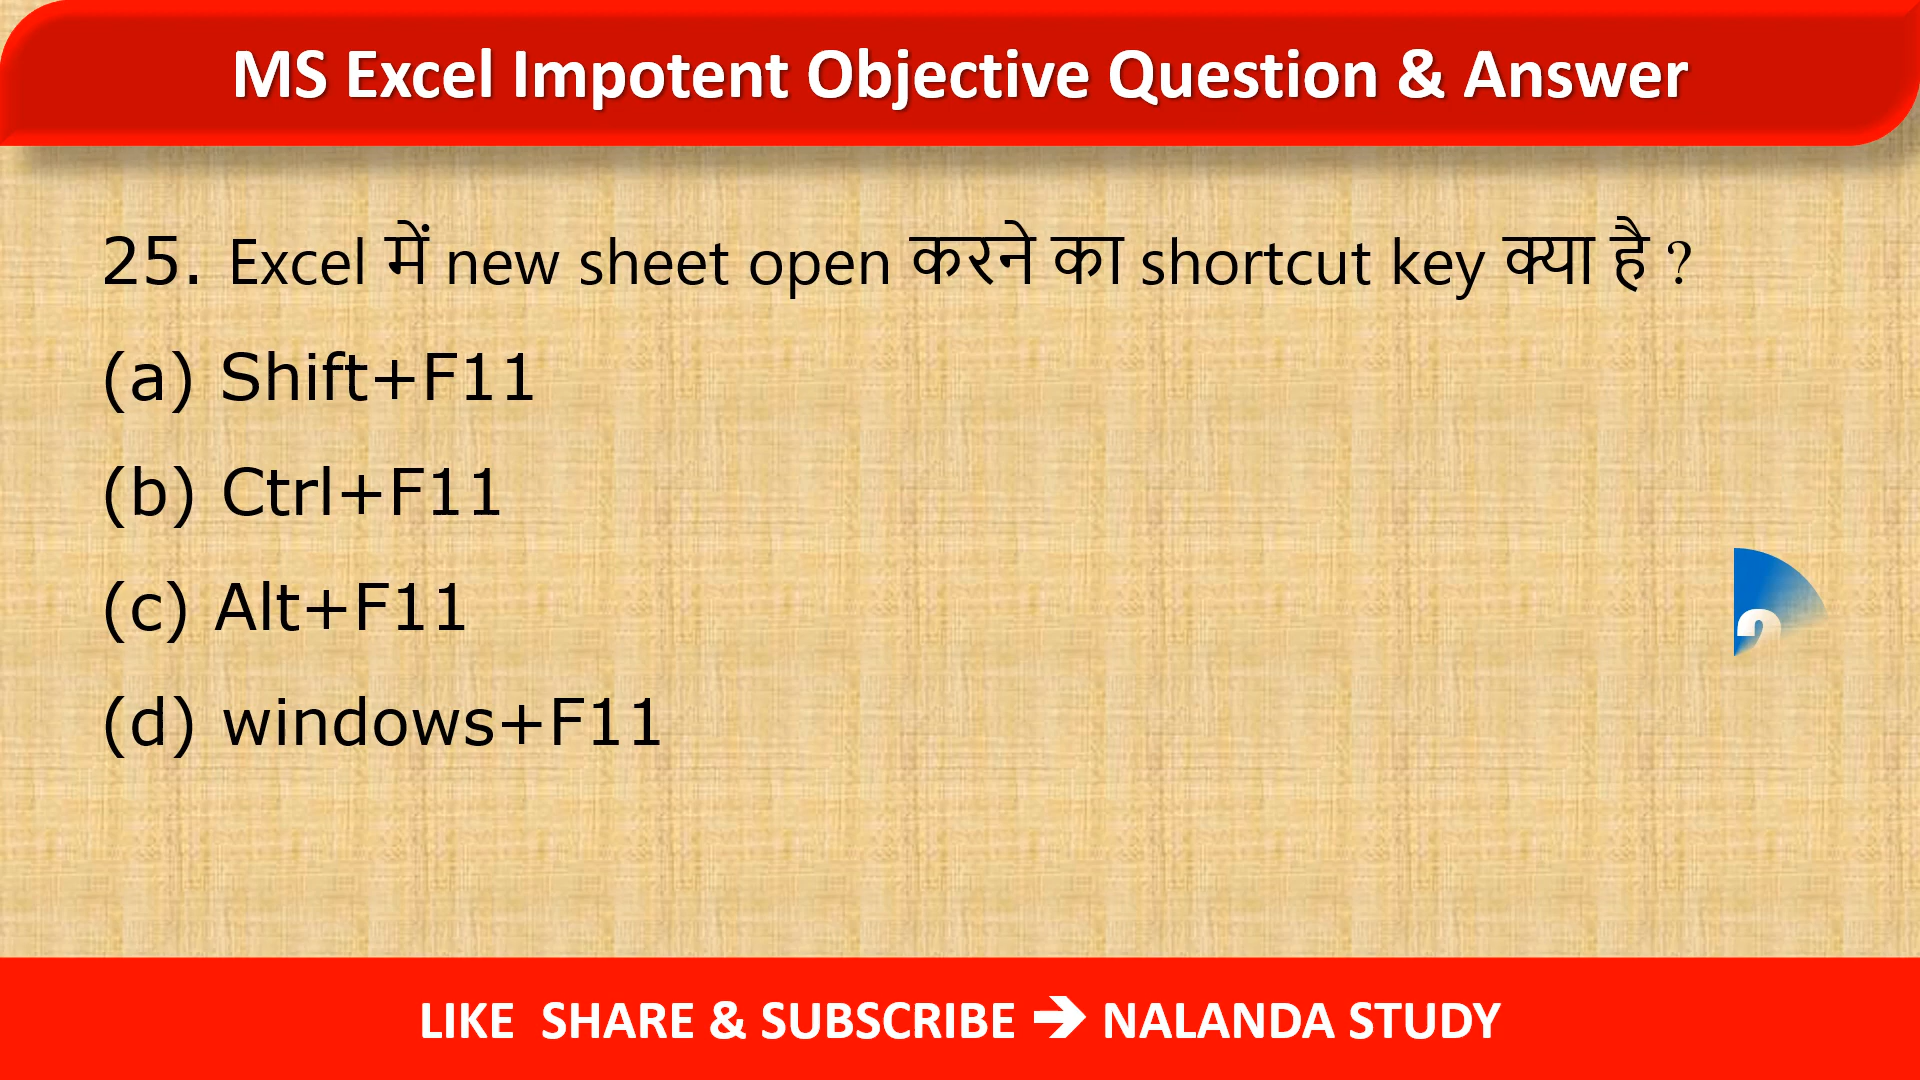 MS Excel Impotent Objective Question & Answer
25. Excel में new sheet open करने का shortcut key क्या है ?
(a) Shift+F11
(b) Ctrl+F11
(c) Alt+F11
(d) windows+F11
LIKE  SHARE & SUBSCRIBE ➔ NALANDA STUDY